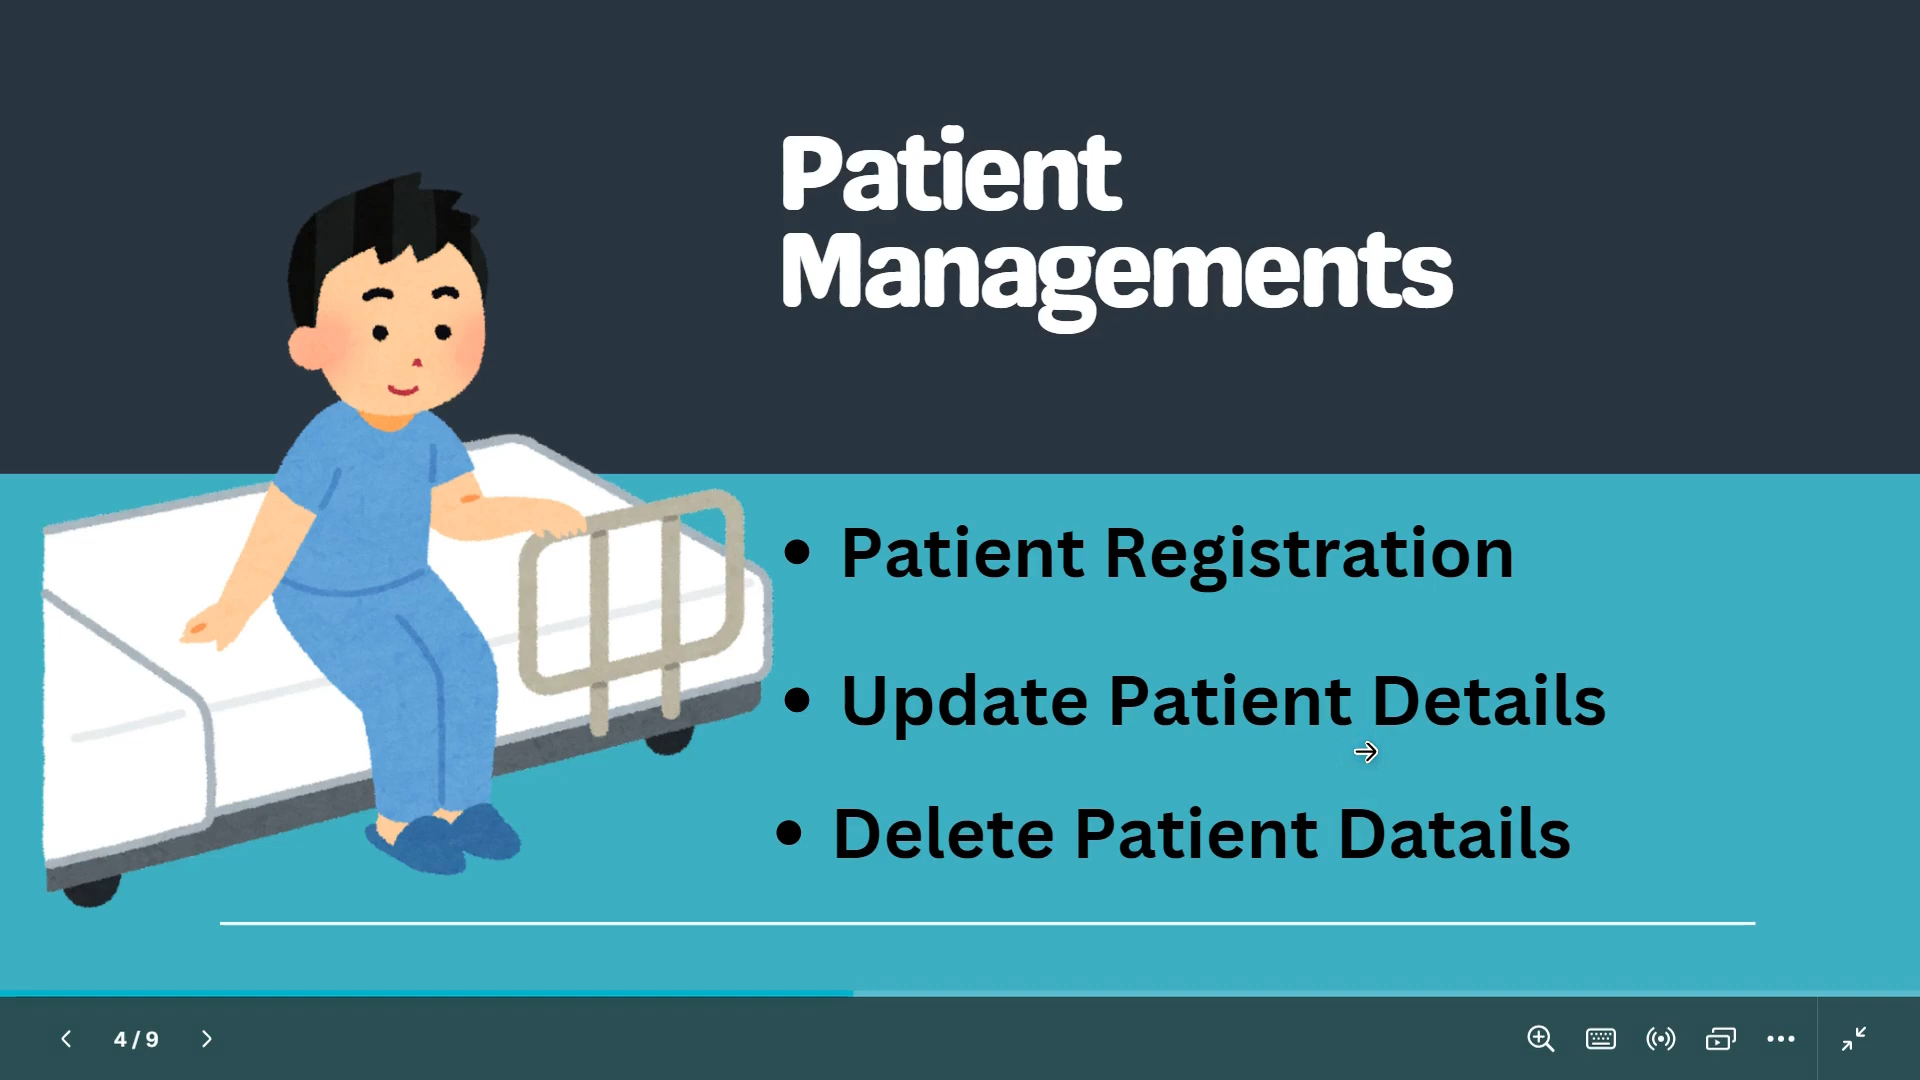 Patient
Managements
• Patient Registration
• Update Patient Details
• Delete Patient Datails
4 / 9